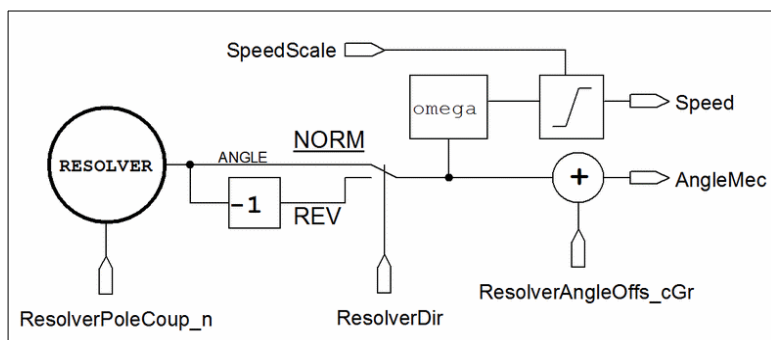 SpeedScale
omega
Speed
RESOLVER
ANGLE
NORM
+
AngleMec
-1
REV
ResolverPoleCoup_n
ResolverDir
ResolverAngleOffs_cGr